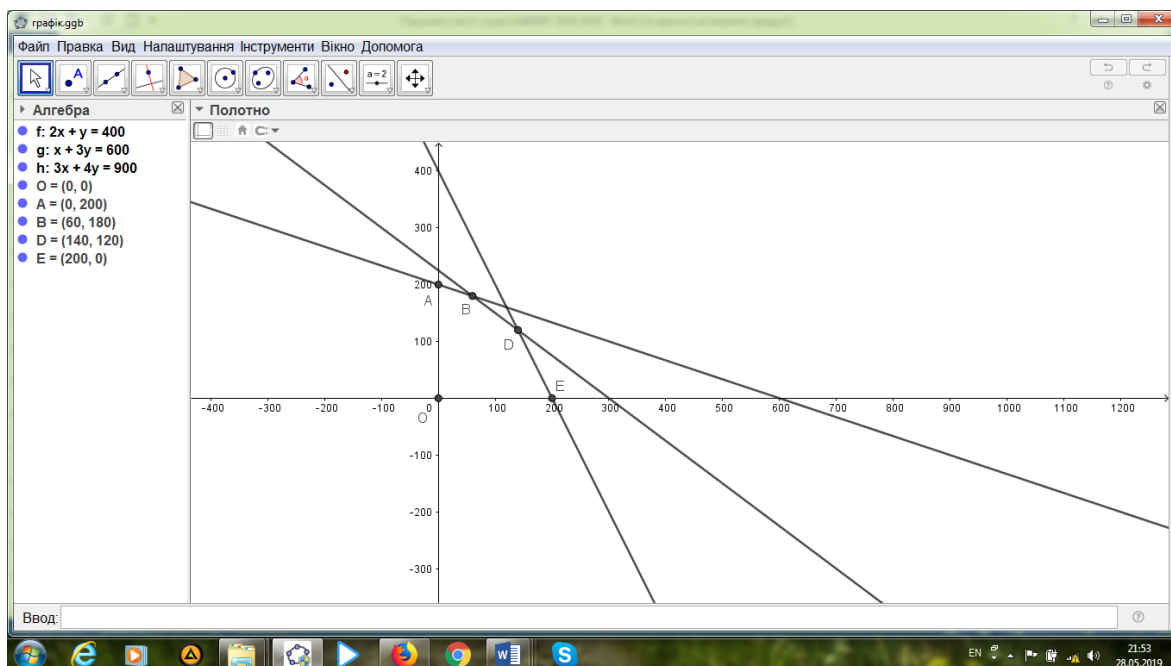 графік.ggb
Файл Правка Вид Налаштування Інструменти Вікно Допомога
A
α
a=2
Алгебра
Полотно
f: 2x + y = 400
g: x + 3y = 600
h: 3x + 4y = 900
O = (0, 0)
A = (0, 200)
B = (60, 180)
D = (140, 120)
E = (200, 0)
400
300
200
A
B
100
D
E
-400 -300 -200 -100 0 100 200 300 400 500 600 700 800 900 1000 1100 1200
O
-100
-200
-300
Ввод:
EN
21:53
28.05.2019